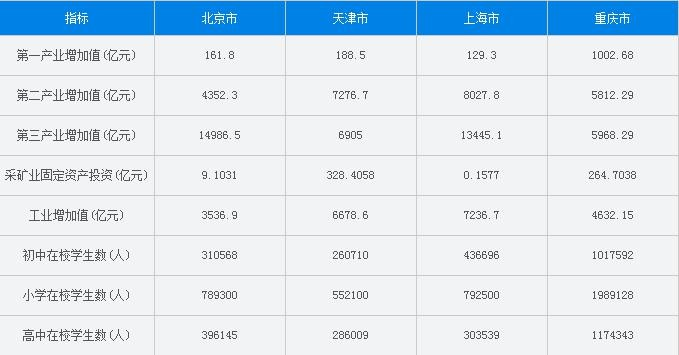 指标 北京市 天津市 上海市 重庆市
第一产业增加值(亿元) 161.8 188.5 129.3 1002.68
第二产业增加值(亿元) 4352.3 7276.7 8027.8 5812.29
第三产业增加值(亿元) 14986.5 6905 13445.1 5968.29
采矿业固定资产投资(亿元) 9.1031 328.4058 0.1577 264.7038
工业增加值(亿元) 3536.9 6678.6 7236.7 4632.15
初中在校学生数(人) 310568 260710 436696 1017592
小学在校学生数(人) 789300 552100 792500 1989128
高中在校学生数(人) 396145 286009 303539 1174343